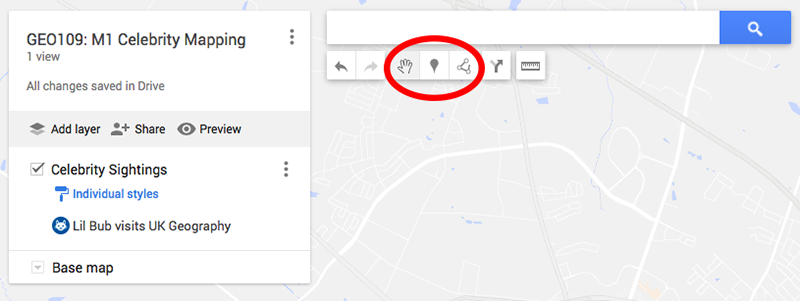 GEO109: M1 Celebrity Mapping
1 view
All changes saved in Drive
Add layer Share Preview
Celebrity Sightings
Individual styles
Lil Bub visits UK Geography
Base map